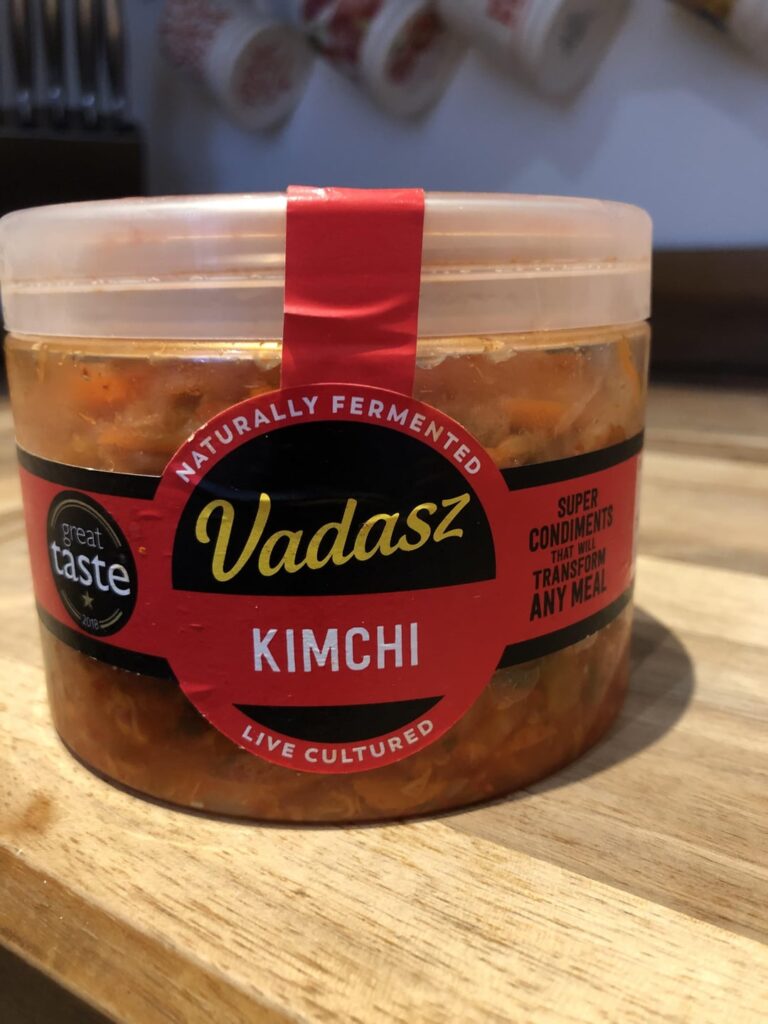 NATURALLY FERMENTED
Vadasz
KIMCHI
LIVE CULTURED
great
taste
2018
SUPER
CONDIMENTS
THAT WILL
TRANSFORM
ANY MEAL